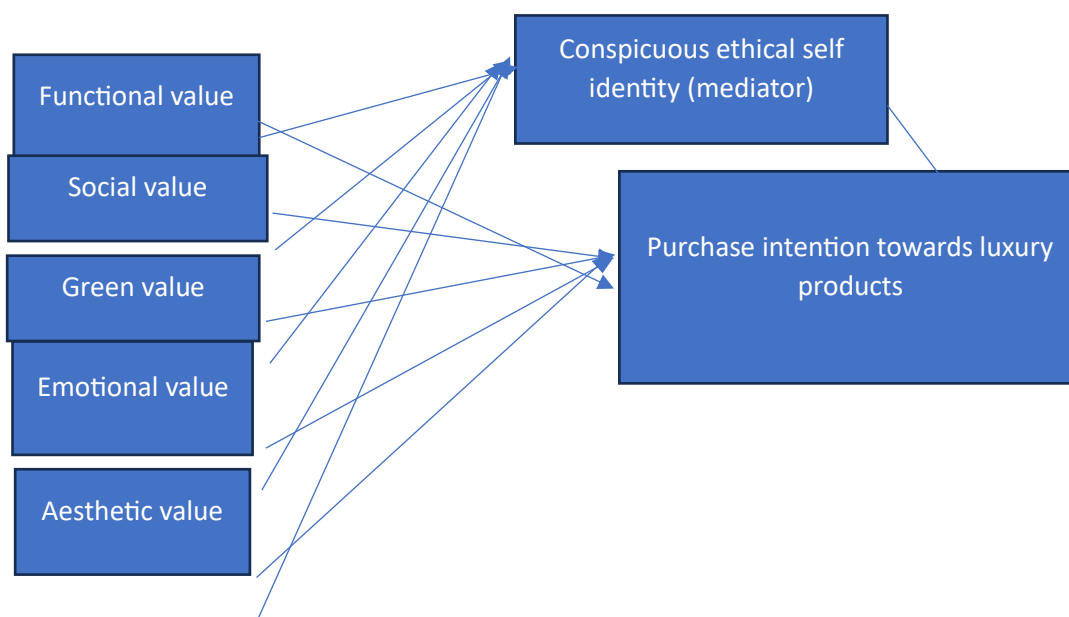 Functional value
Social value
Green value
Emotional value
Aesthetic value
Conspicuous ethical self
identity (mediator)
Purchase intention towards luxury
products